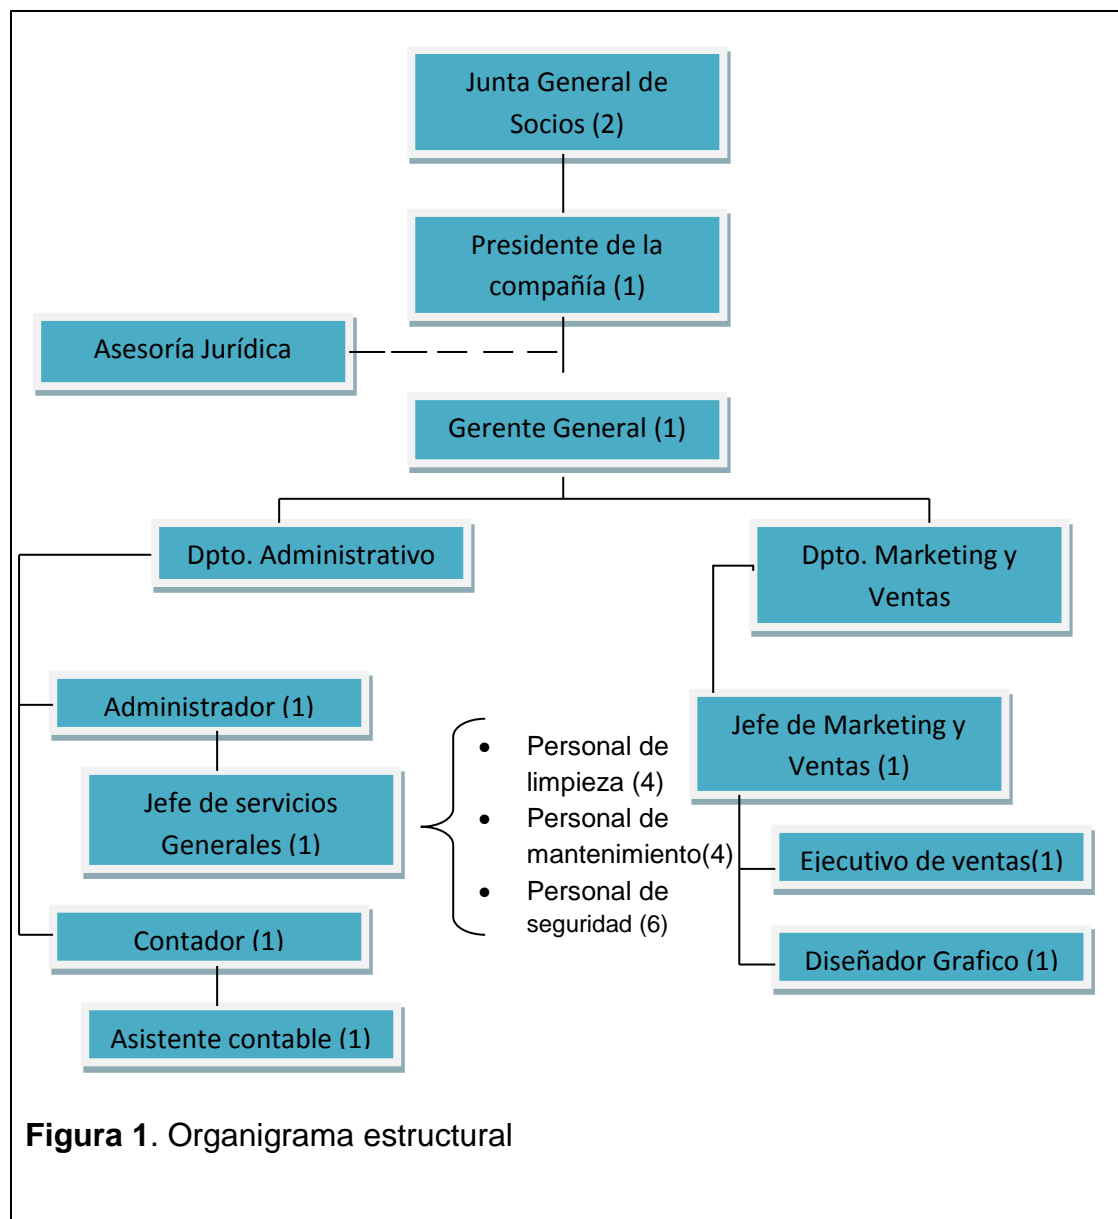 Junta General de
Socios (2)
Presidente de la
compañía (1)
Asesoría Jurídica
Gerente General (1)
Dpto. Administrativo
Dpto. Marketing y
Ventas
Administrador (1)
Jefe de servicios
Generales (1)
• Personal de
limpieza (4)
• Personal de
mantenimiento(4)
• Personal de
seguridad (6)
Contador (1)
Asistente contable (1)
Jefe de Marketing y
Ventas (1)
Ejecutivo de ventas(1)
Diseñador Grafico (1)
Figura 1. Organigrama estructural